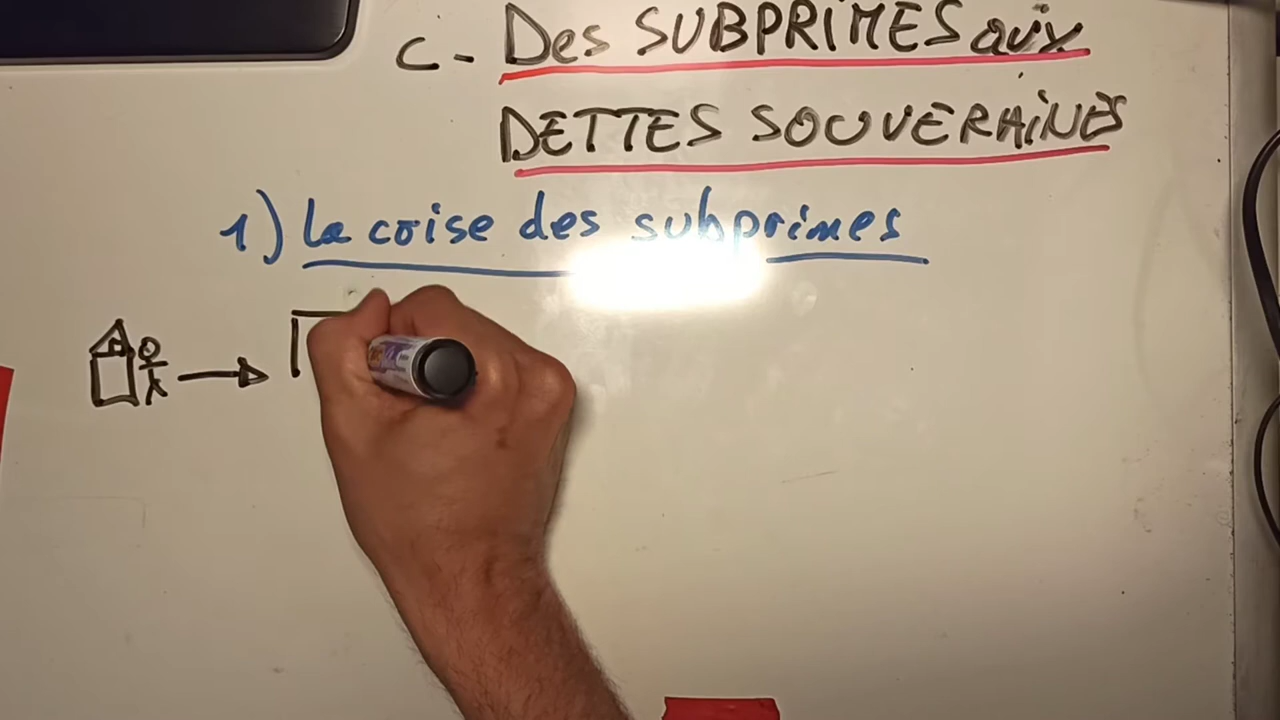 C - Des SUBPRIMES aux
DETTES SOUVERAINES
1) La crise des subprimes